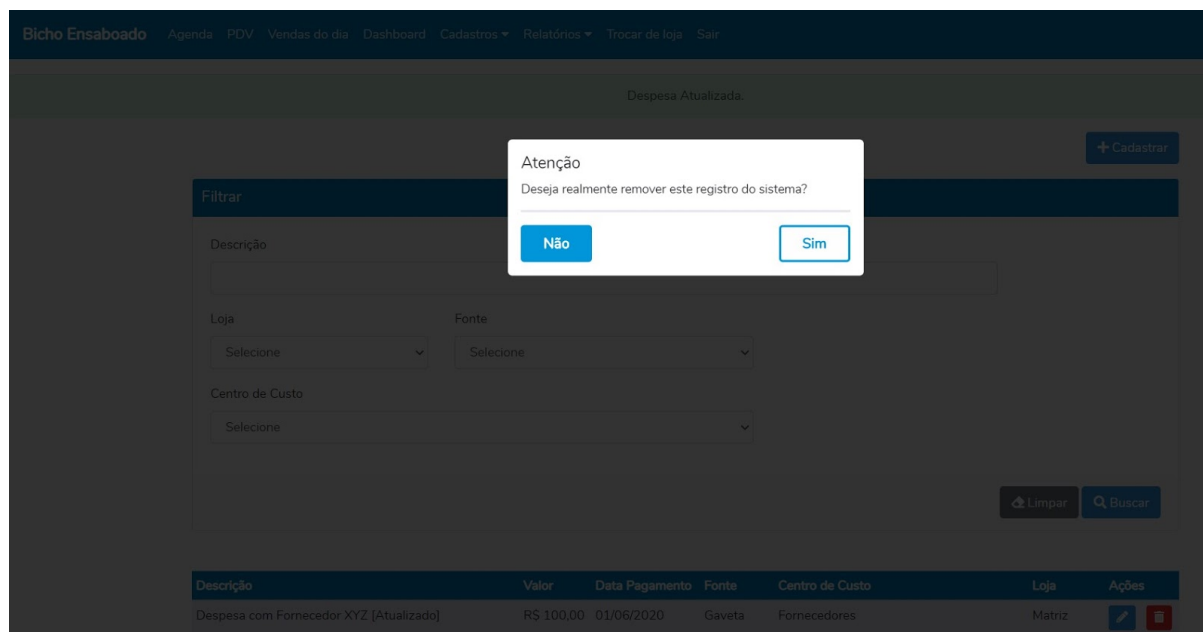 Bicho Ensaboado Agenda PDV Vendas do dia Dashboard Cadastros Relatórios Trocar de loja Sair
Despesa Atualizada.
Cadastrar
Atenção
Deseja realmente remover este registro do sistema?
Não Sim
Filtrar
Descrição
Loja Fonte
Selecione Selecione
Centro de Custo
Selecione
Limpar Buscar
Descrição Valor Data Pagamento Fonte Centro de Custo Loja Ações
Despesa com Fornecedor XYZ [Atualizado] R$ 100,00 01/06/2020 Gaveta Fornecedores Matriz